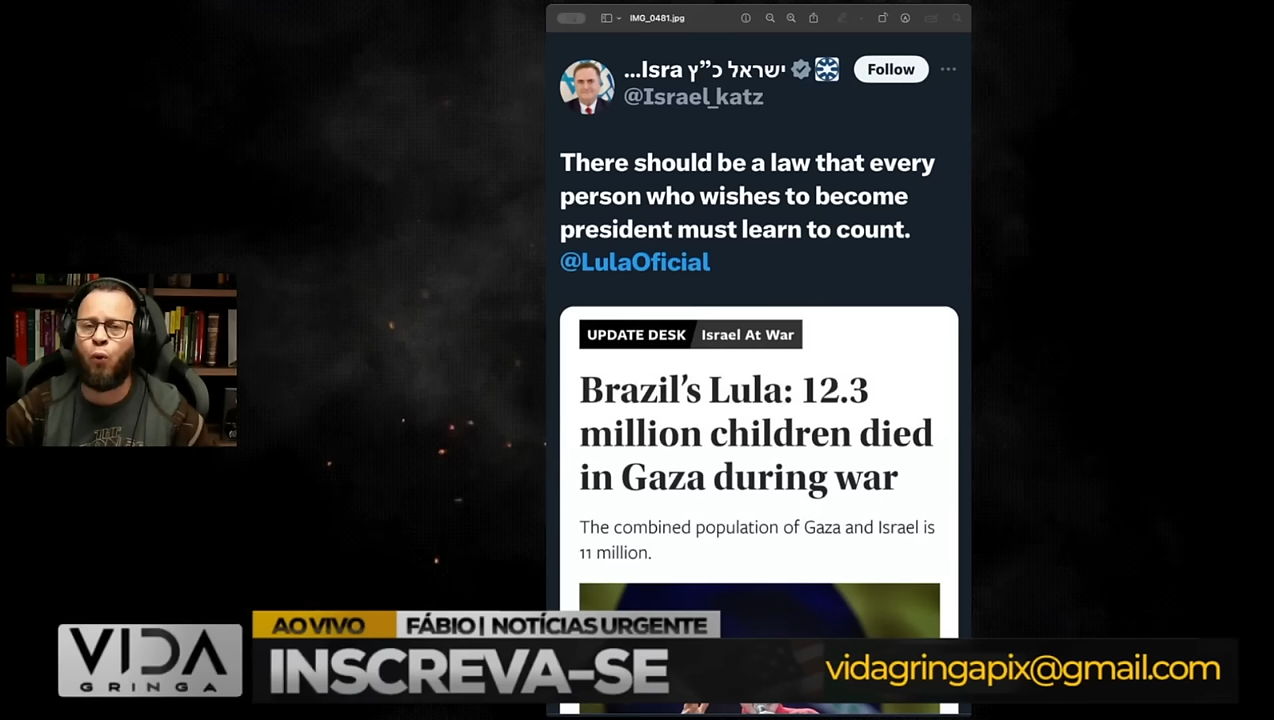 IMG_0481.jpg
ישראל כ”ץ Isra...
@Israel_katz
Follow
There should be a law that every
person who wishes to become
president must learn to count.
@LulaOficial
UPDATE DESK Israel At War
Brazil’s Lula: 12.3
million children died
in Gaza during war
The combined population of Gaza and Israel is
11 million.
AO VIVO FÁBIO | NOTÍCIAS URGENTE
VIDA
GRINGA
INSCREVA-SE
vidagringapix@gmail.com